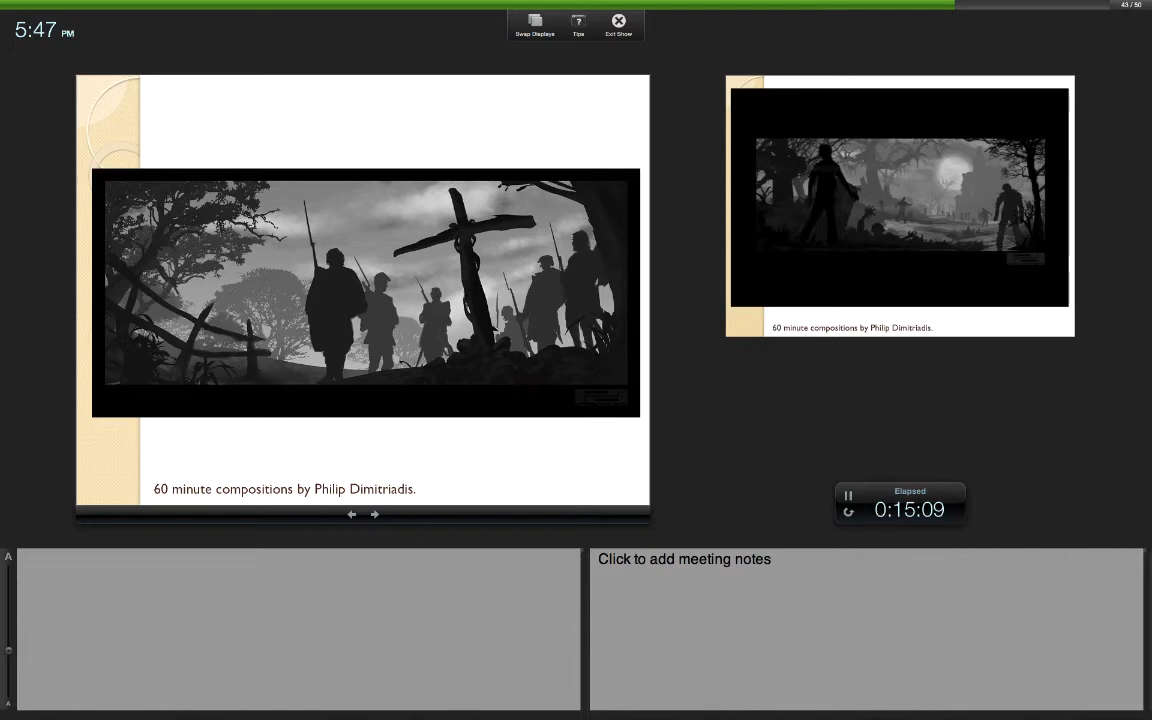 43 / 50
5:47 PM
Swap Displays
Tips
Exit Show
60 minute compositions by Philip Dimitriadis.
60 minute compositions by Philip Dimitriadis.
Elapsed
0:15:09
A
A
Click to add meeting notes